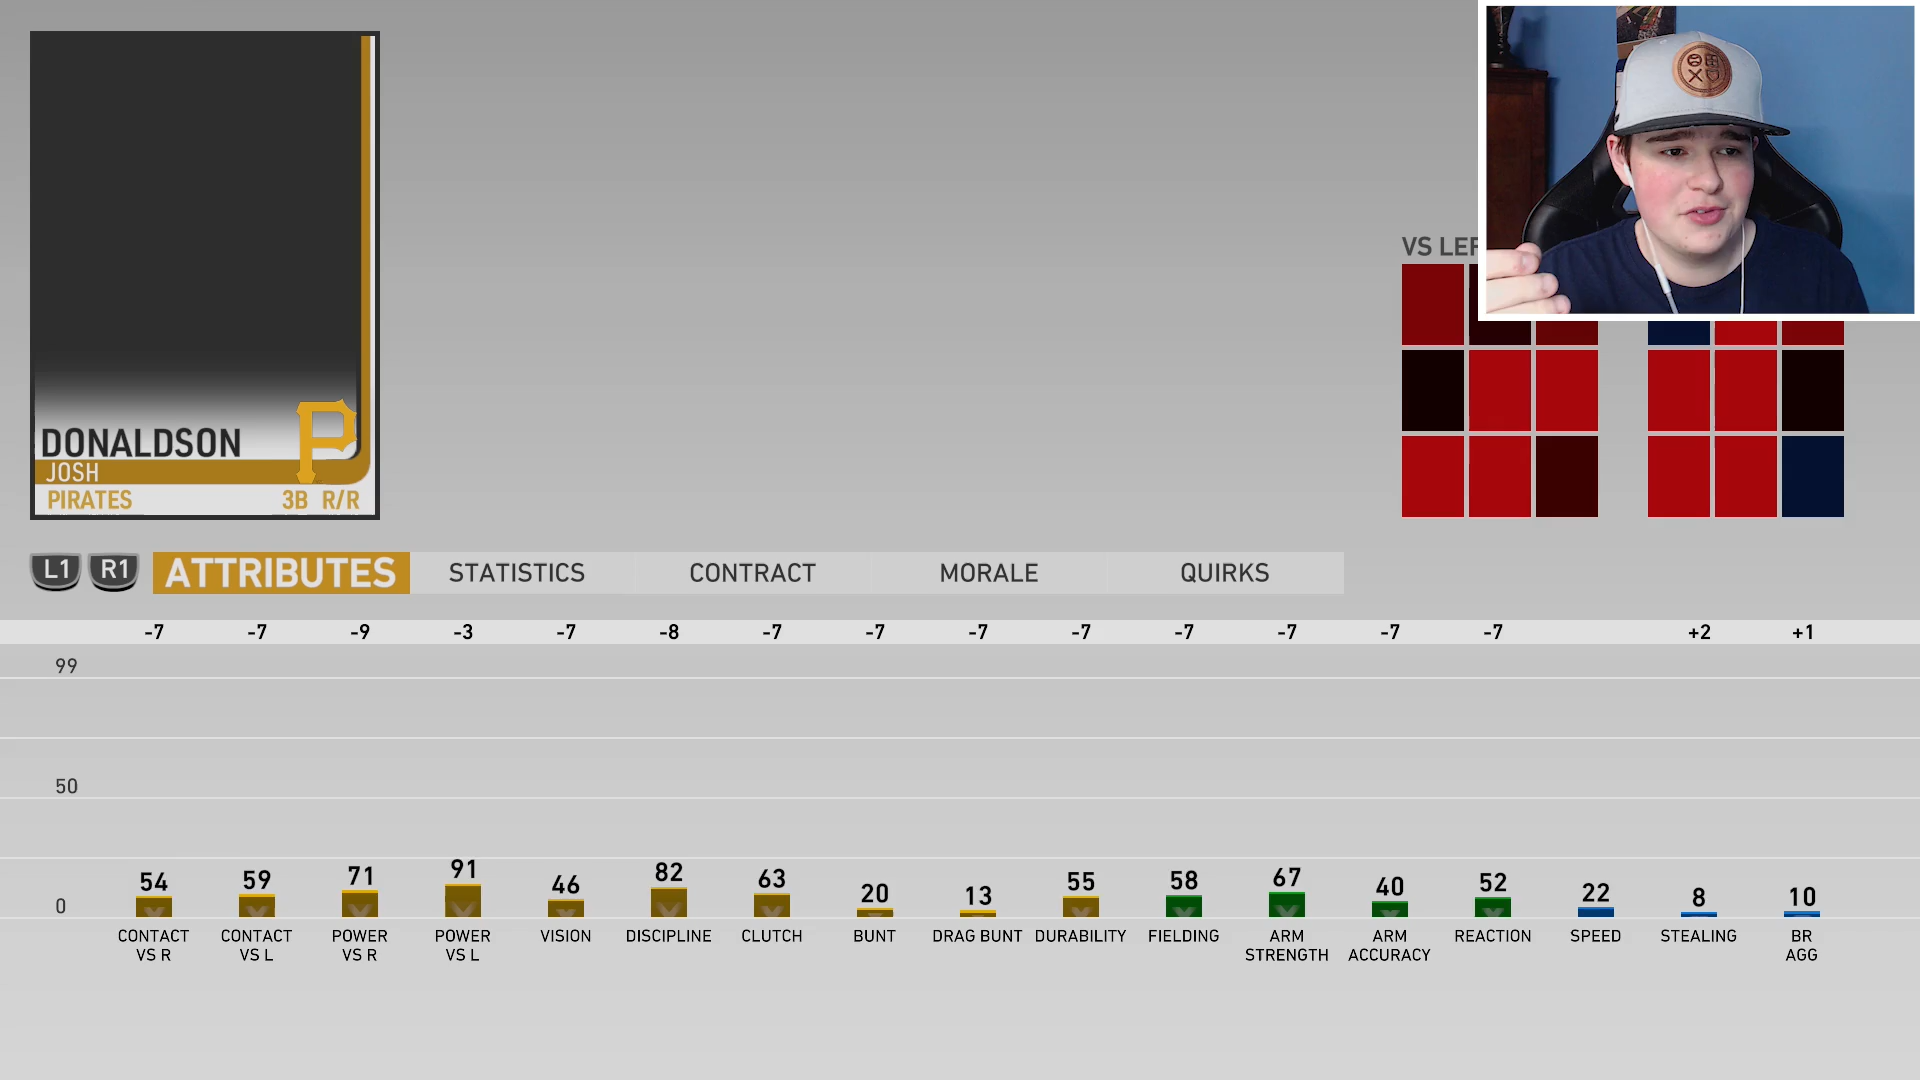 VS LEF
DONALDSON
JOSH
PIRATES 3B R/R
L1 R1 ATTRIBUTES STATISTICS CONTRACT MORALE QUIRKS
-7 -7 -9 -3 -7 -8 -7 -7 -7 -7 -7 -7 -7 -7 +2 +1
99
50
0
54 59 71 91 46 82 63 20 13 55 58 67 40 52 22 8 10
CONTACT VS R
CONTACT VS L
POWER VS R
POWER VS L
VISION
DISCIPLINE
CLUTCH
BUNT
DRAG BUNT
DURABILITY
FIELDING
ARM STRENGTH
ARM ACCURACY
REACTION
SPEED
STEALING
BR AGG